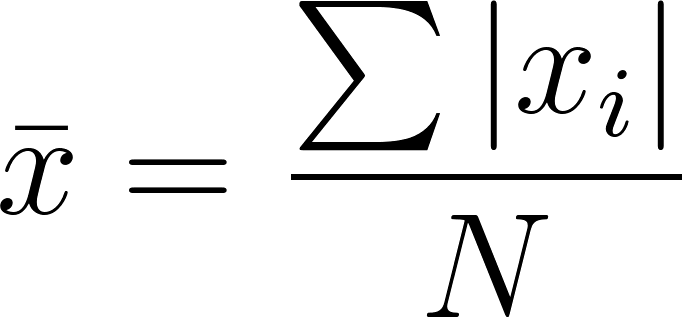 x̄ = ∑ |xᵢ| / N